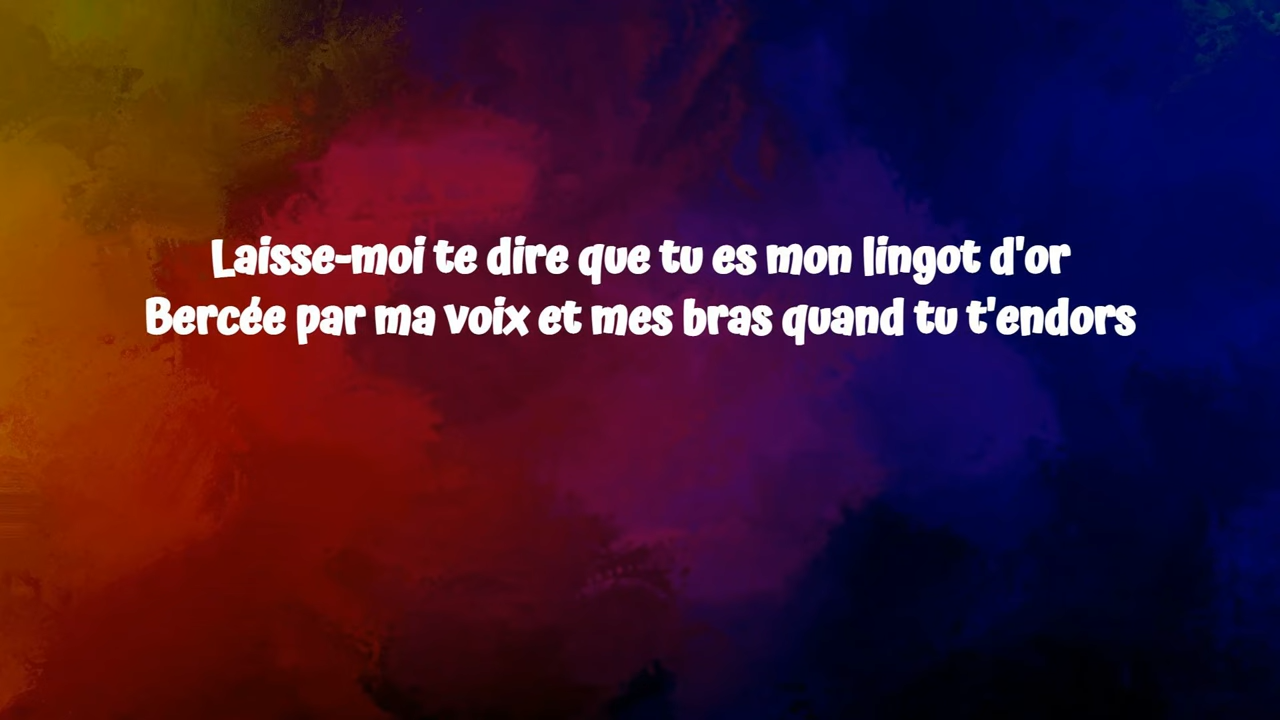 Laisse-moi te dire que tu es mon lingot d'or
Bercée par ma voix et mes bras quand tu t'endors